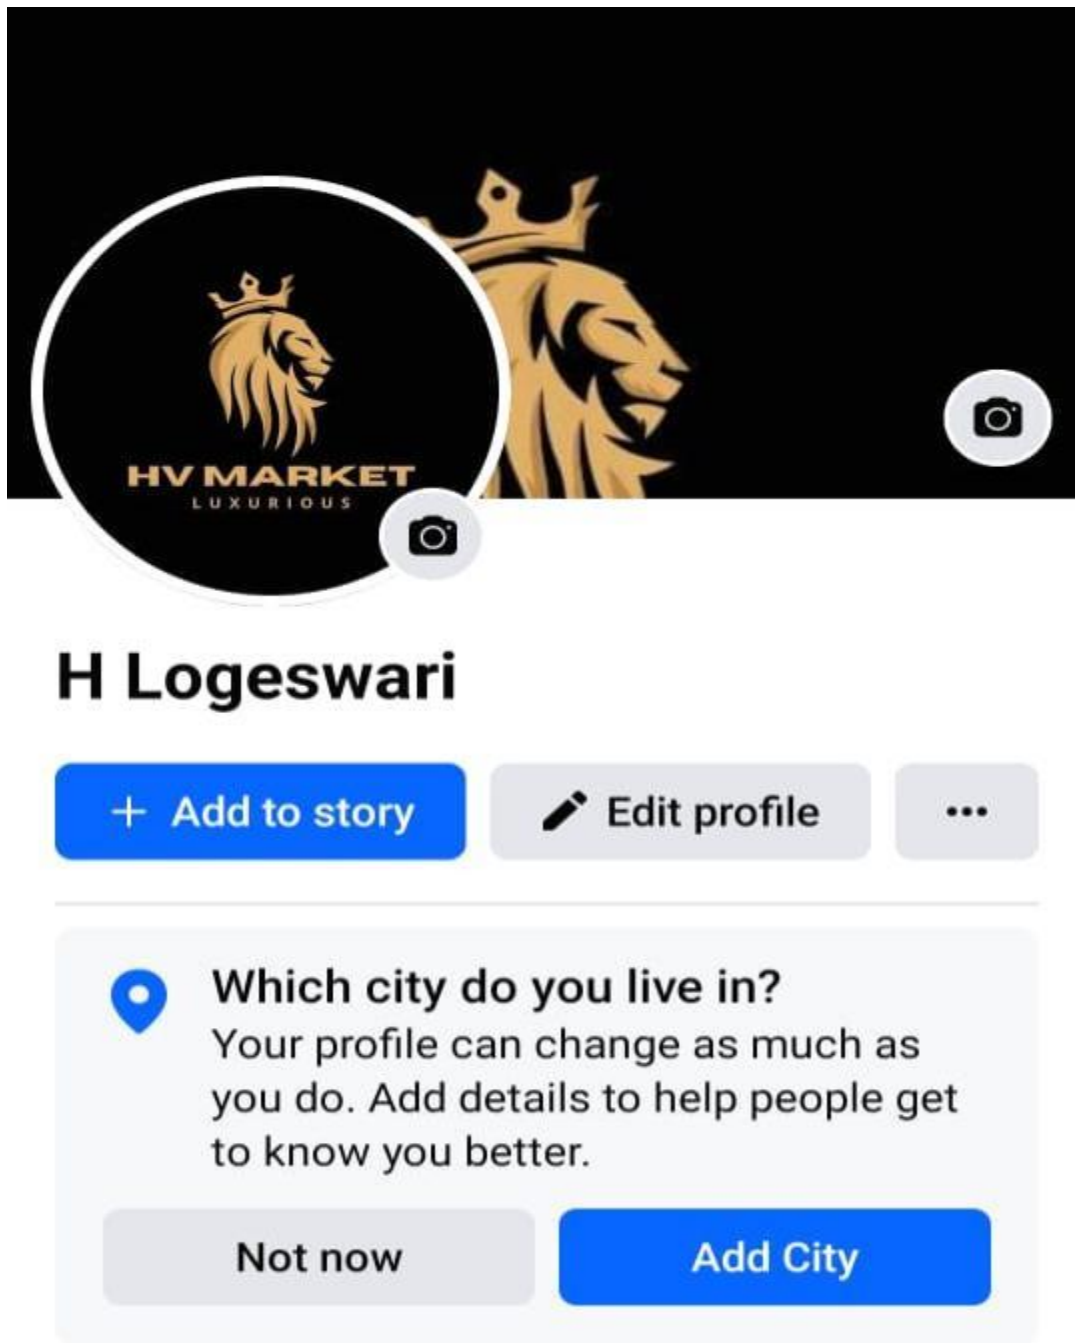 HV MARKET
LUXURIOUS
H Logeswari
+ Add to story
Edit profile
...
Which city do you live in?
Your profile can change as much as
you do. Add details to help people get
to know you better.
Not now
Add City